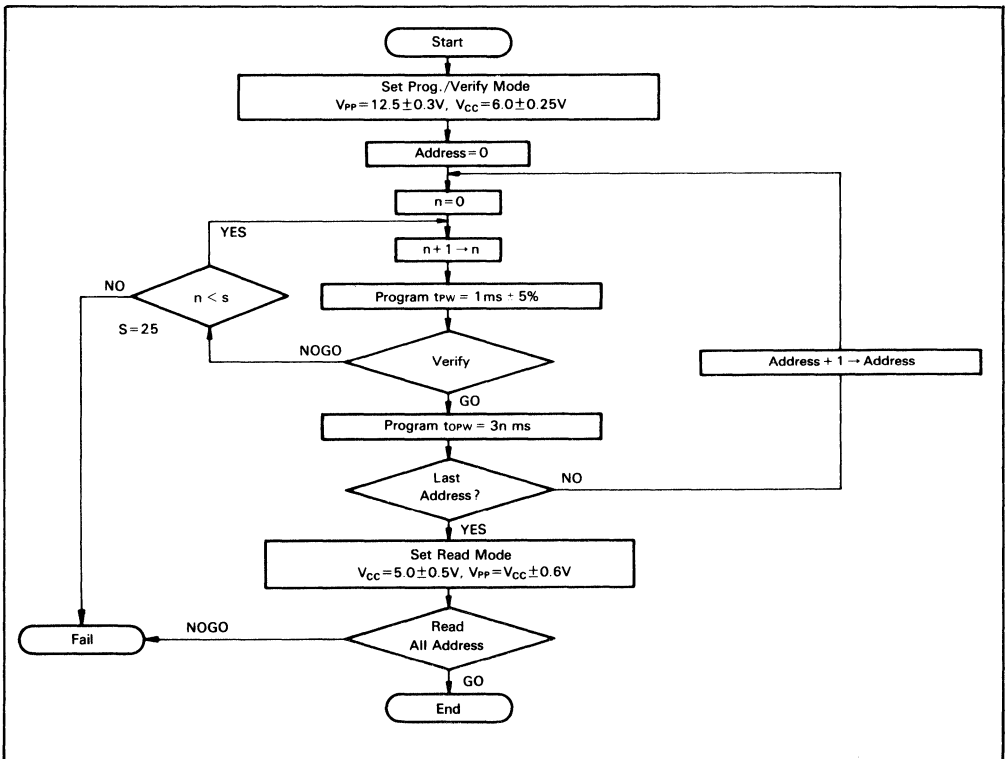 Start
Set Prog./Verify Mode
VPP=12.5±0.3V, VCC=6.0±0.25V
Address=0
n=0
YES
n+1→n
NO
n < s
Program tPW = 1ms ± 5%
S=25
NOGO
Verify
Address + 1 → Address
GO
Program tOPW = 3n ms
Last
Address?
NO
YES
Set Read Mode
VCC=5.0±0.5V, VPP=VCC±0.6V
Read
All Address
NOGO
Fail
GO
End